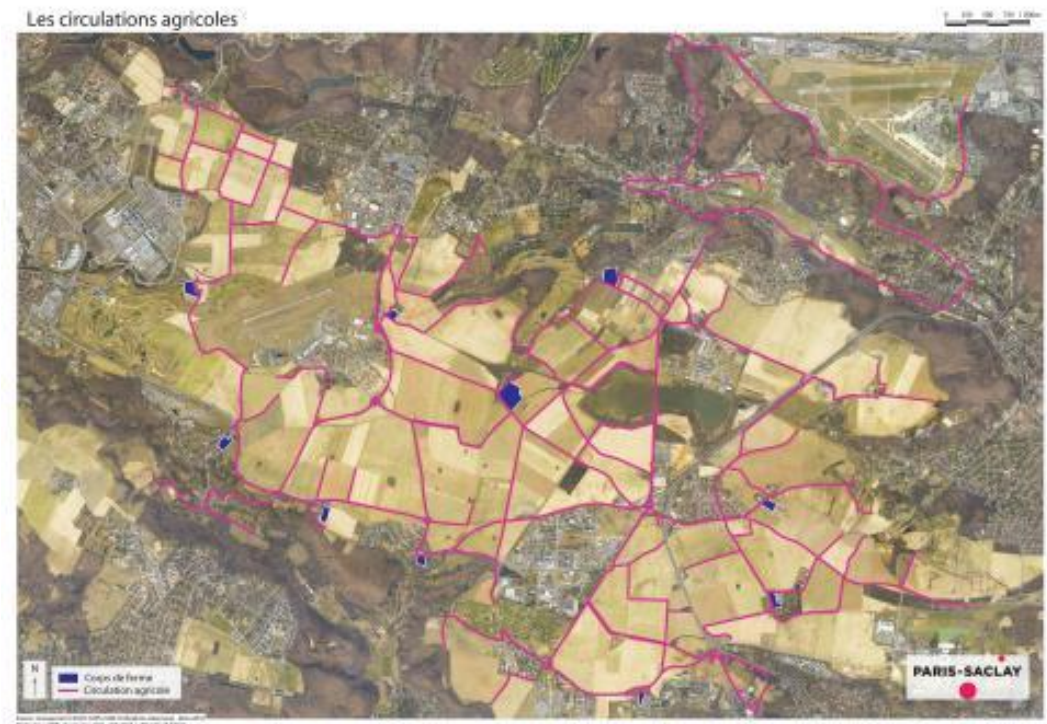 Les circulations agricoles
N
Corps de ferme
Circulation agricole
PARIS-SACLAY